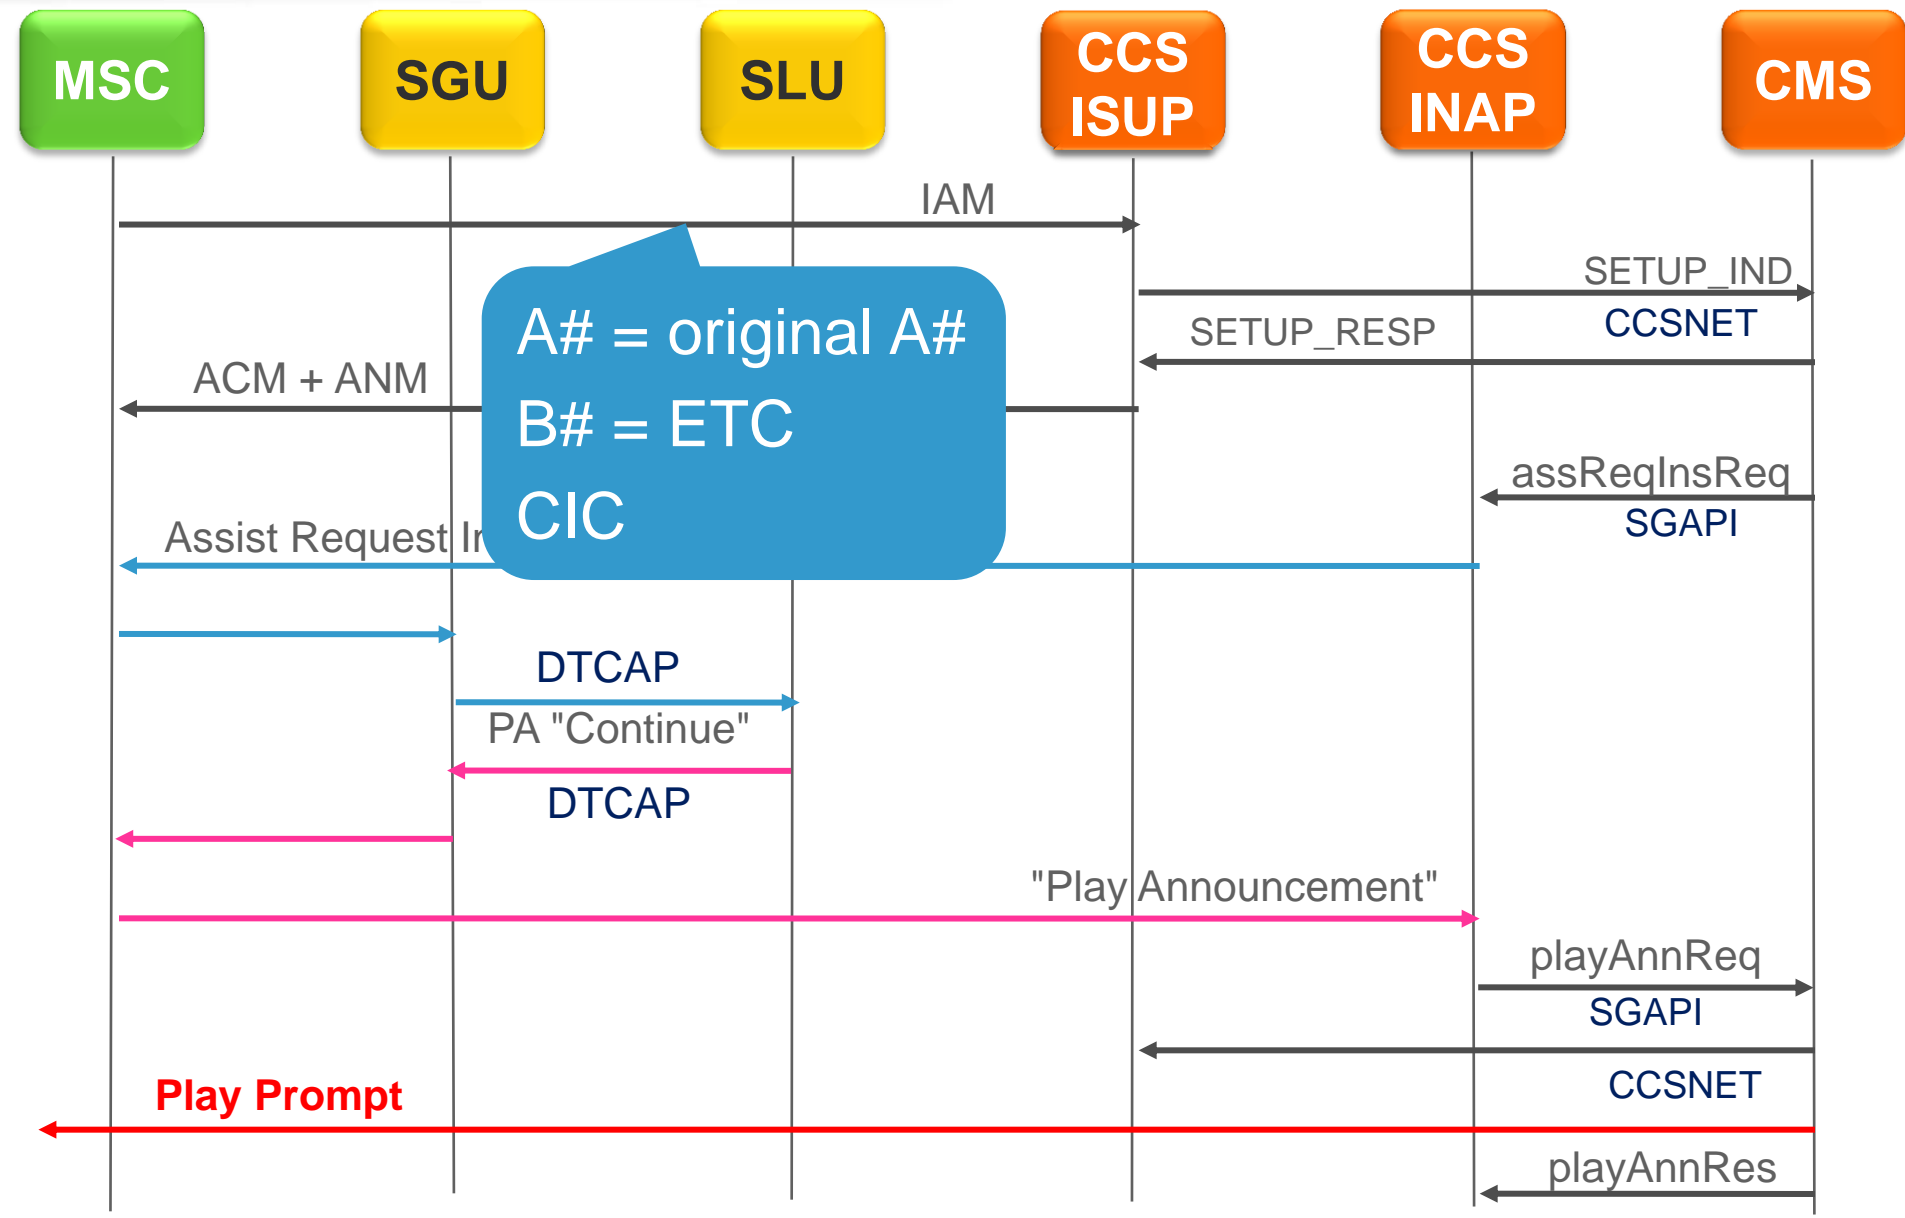 MSC
SGU
SLU
CCS
ISUP
CCS
INAP
CMS
IAM
SETUP_IND
CCSNET
SETUP_RESP
A# = original A#
B# = ETC
CIC
ACM + ANM
assReqInsReq
SGAPI
Assist Request
DTCAP
PA "Continue"
DTCAP
"Play Announcement"
playAnnReq
SGAPI
CCSNET
Play Prompt
playAnnRes